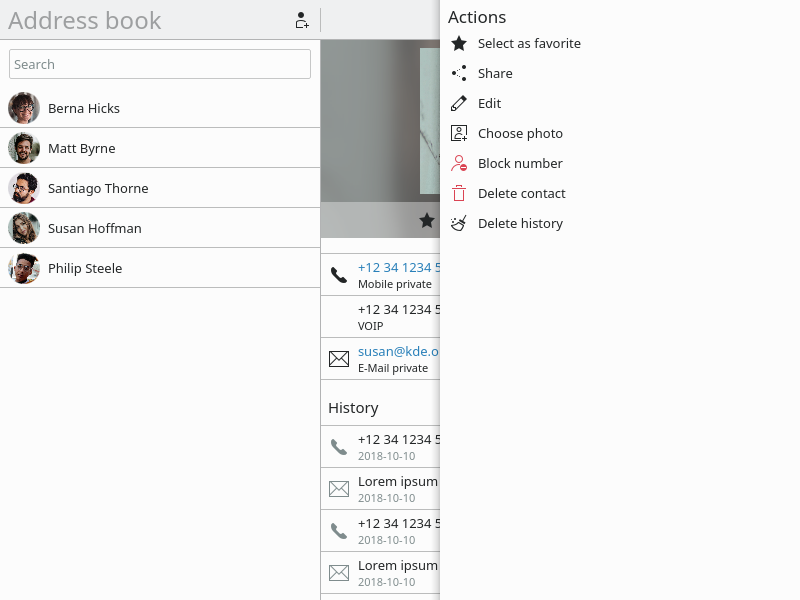 Address book
Search
Berna Hicks
Matt Byrne
Santiago Thorne
Susan Hoffman
Philip Steele
+12 34 1234 5
Mobile private
+12 34 1234 5
VOIP
susan@kde.o
E-Mail private
History
+12 34 1234 5
2018-10-10
Lorem ipsum
2018-10-10
+12 34 1234 5
2018-10-10
Lorem ipsum
2018-10-10
Actions
Select as favorite
Share
Edit
Choose photo
Block number
Delete contact
Delete history